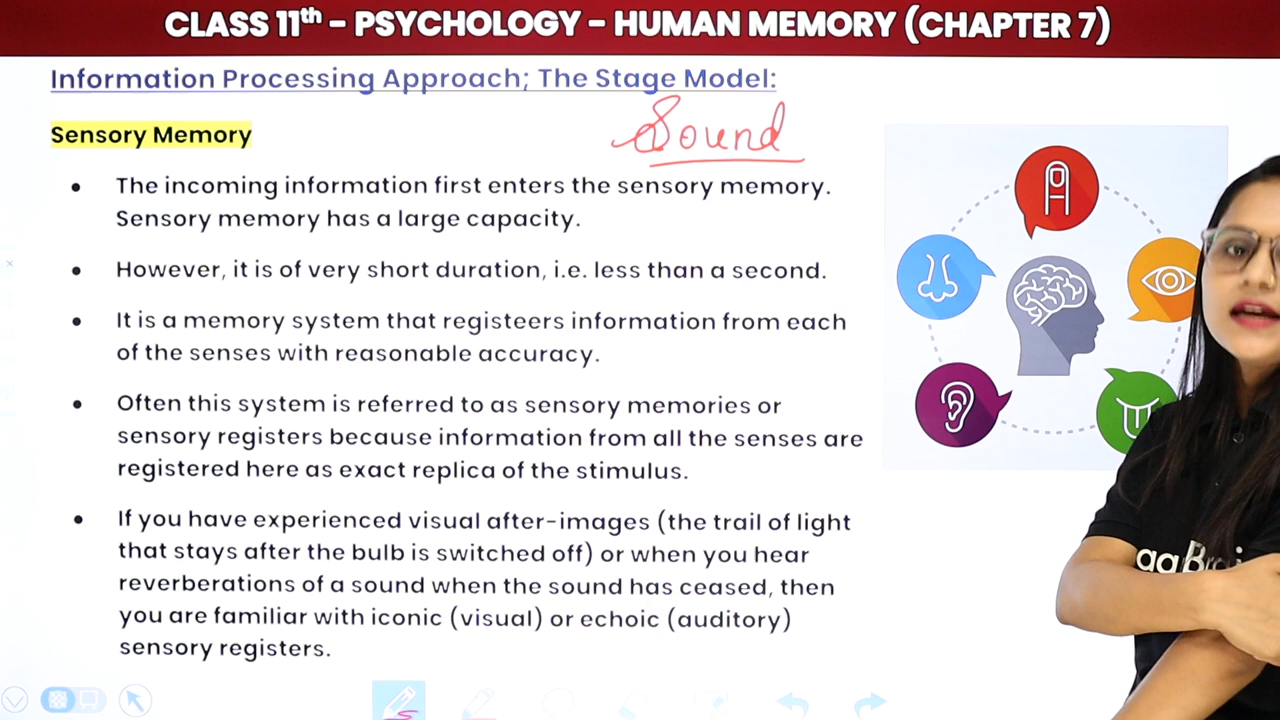 CLASS 11th - PSYCHOLOGY - HUMAN MEMORY (CHAPTER 7)
Information Processing Approach; The Stage Model:
Sound
Sensory Memory
• The incoming information first enters the sensory memory.
Sensory memory has a large capacity.
• However, it is of very short duration, i.e. less than a second.
• It is a memory system that registeers information from each
of the senses with reasonable accuracy.
• Often this system is referred to as sensory memories or
sensory registers because information from all the senses are
registered here as exact replica of the stimulus.
• If you have experienced visual after-images (the trail of light
that stays after the bulb is switched off) or when you hear
reverberations of a sound when the sound has ceased, then
you are familiar with iconic (visual) or echoic (auditory)
sensory registers.